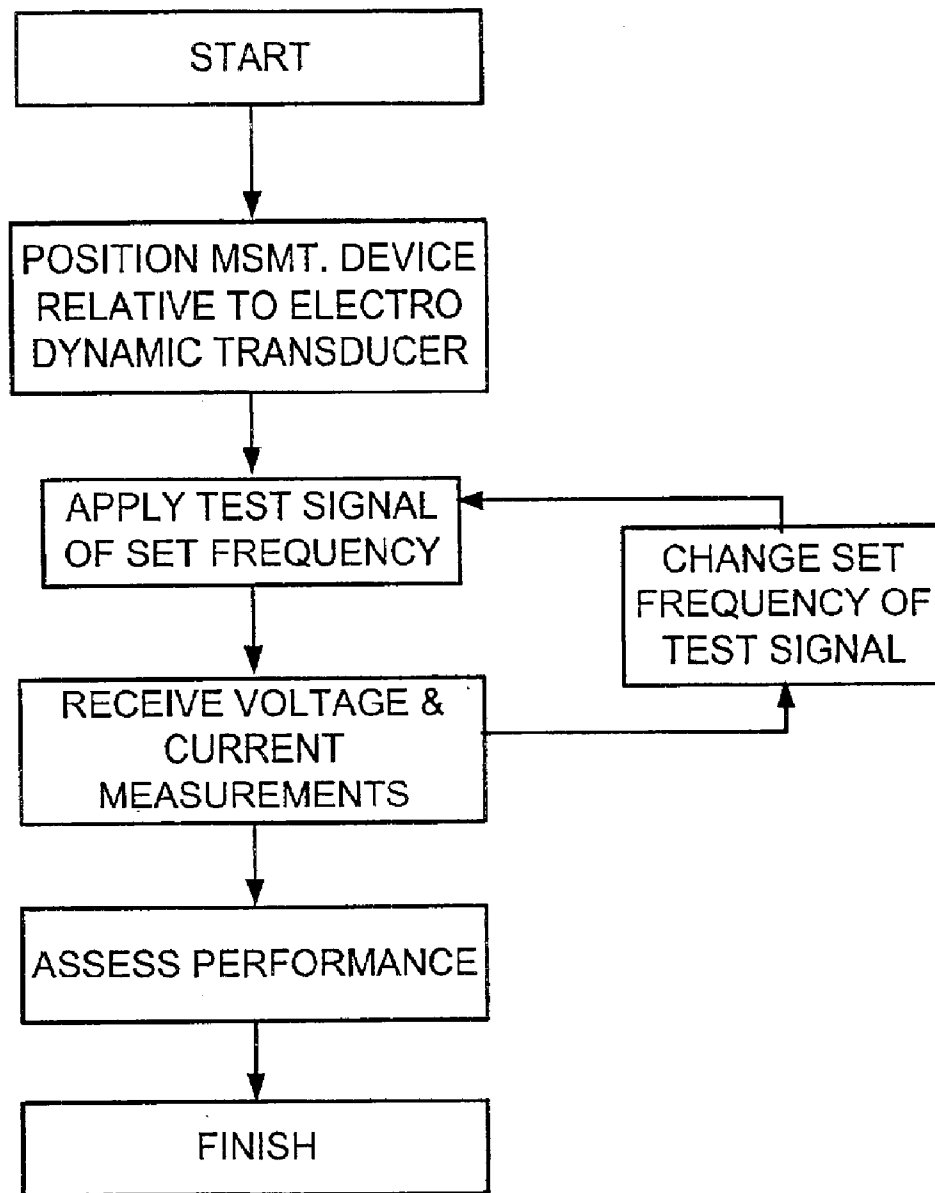 START
POSITION MSMT. DEVICE
RELATIVE TO ELECTRO
DYNAMIC TRANSDUCER
APPLY TEST SIGNAL
OF SET FREQUENCY
CHANGE SET
FREQUENCY OF
TEST SIGNAL
RECEIVE VOLTAGE &
CURRENT
MEASUREMENTS
ASSESS PERFORMANCE
FINISH